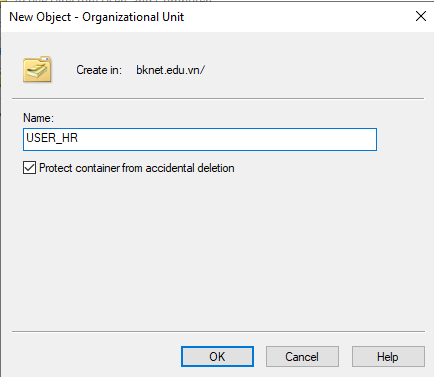 New Object - Organizational Unit
Create in: bknet.edu.vn/
Name:
USER_HR
Protect container from accidental deletion
OK Cancel Help